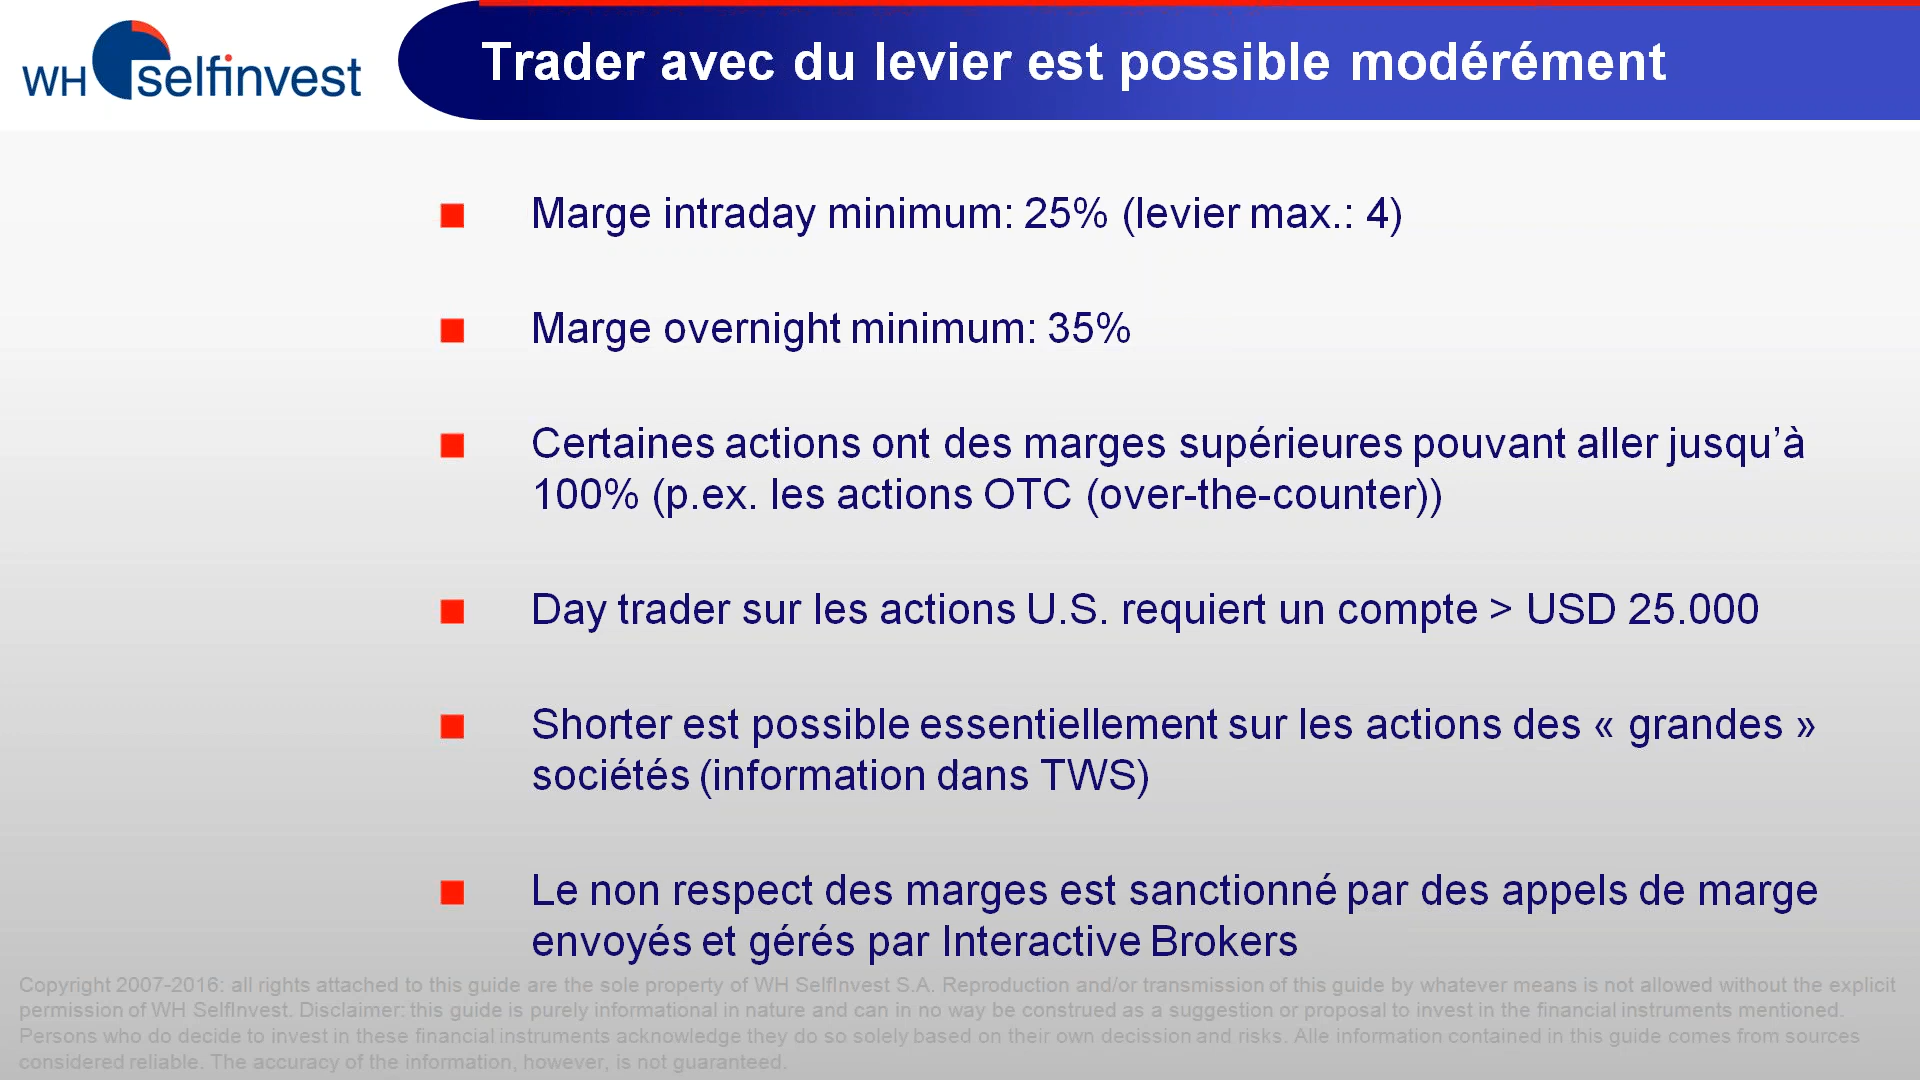 WH selfinvest
Trader avec du levier est possible modérément
Marge intraday minimum: 25% (levier max.: 4)
Marge overnight minimum: 35%
Certaines actions ont des marges supérieures pouvant aller jusqu’à
100% (p.ex. les actions OTC (over-the-counter))
Day trader sur les actions U.S. requiert un compte > USD 25.000
Shorter est possible essentiellement sur les actions des « grandes »
sociétés (information dans TWS)
Le non respect des marges est sanctionné par des appels de marge
envoyés et gérés par Interactive Brokers
Copyright 2007-2016: all rights attached to this guide are the sole property of WH SelfInvest S.A. Reproduction and/or transmission of this guide by whatever means is not allowed without the explicit
permission of WH SelfInvest. Disclaimer: this guide is purely informational in nature and can in no way be construed as a suggestion or proposal to invest in the financial instruments mentioned.
Persons who do decide to invest in these financial instruments acknowledge they do so solely based on their own decission and risks. Alle information contained in this guide comes from sources
considered reliable. The accuracy of the information, however, is not guaranteed.